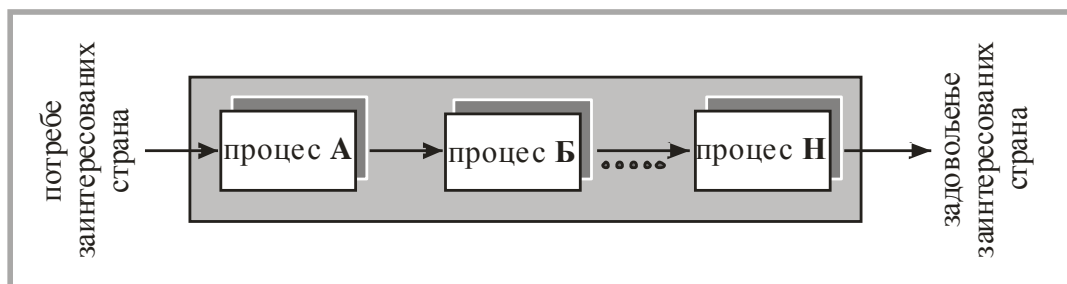 потребе
заинтересованих
страна
процес А
процес Б
процес Н
задовољење
заинтересованих
страна